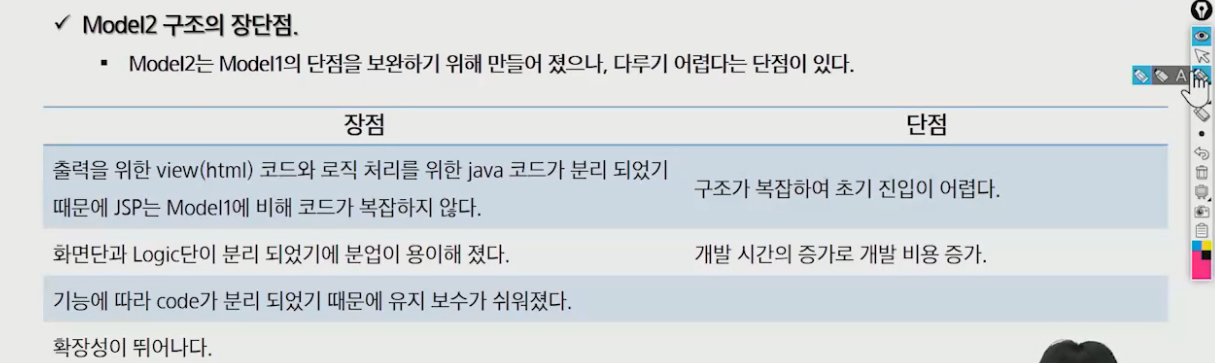 ✓ Model2 구조의 장단점.
▪ Model2는 Model1의 단점을 보완하기 위해 만들어 졌으나, 다루기 어렵다는 단점이 있다.
장점 단점
출력을 위한 view(html) 코드와 로직 처리를 위한 java 코드가 분리 되었기
때문에 JSP는 Model1에 비해 코드가 복잡하지 않다.
구조가 복잡하여 초기 진입이 어렵다.
화면단과 Logic단이 분리 되었기에 분업이 용이해 졌다. 개발 시간의 증가로 개발 비용 증가.
기능에 따라 code가 분리 되었기 때문에 유지 보수가 쉬워졌다.
확장성이 뛰어나다.
A